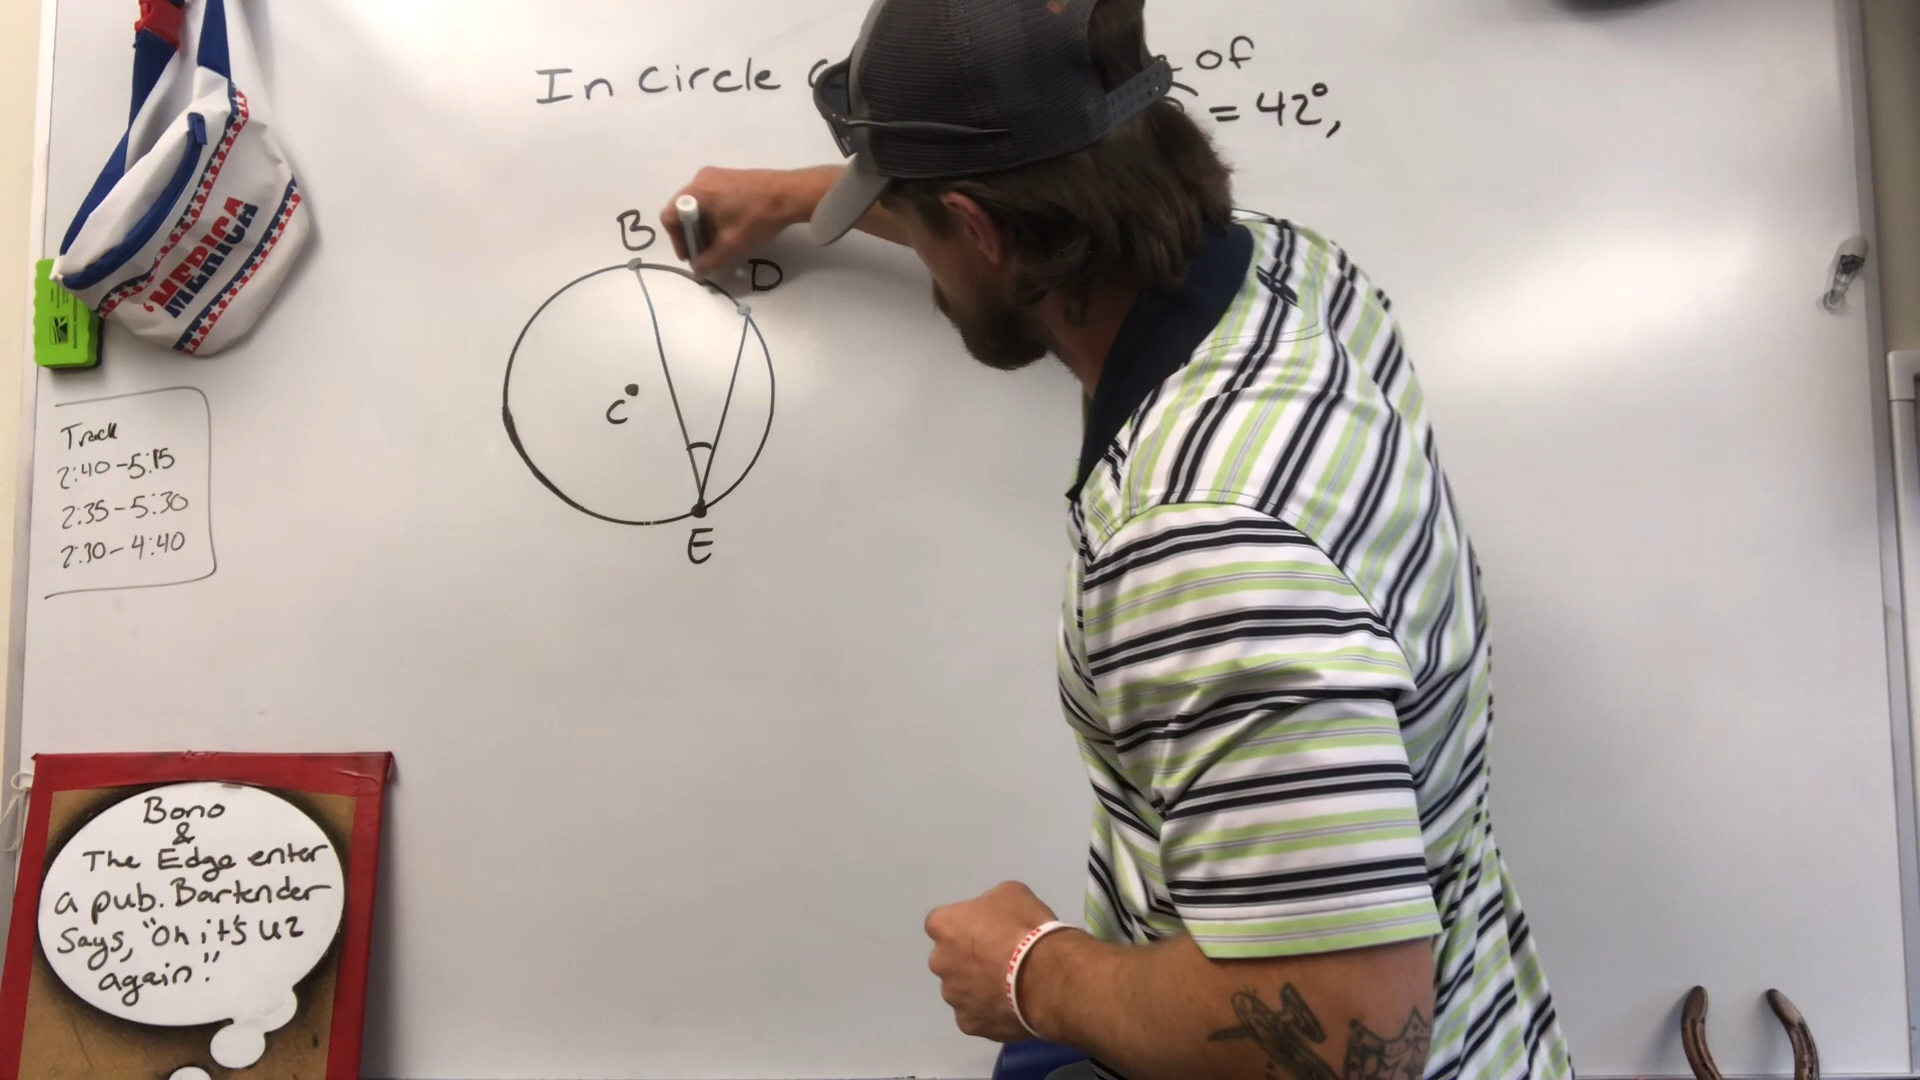 In Circle
of
= 42°,
B
D
C
E
'MERICA
MERICA
Track
2:40-5:15
2:35-5:30
2:30-4:40
Bono
&
The Edge enter
a pub. Bartender
Says, "Oh it's U2
again."